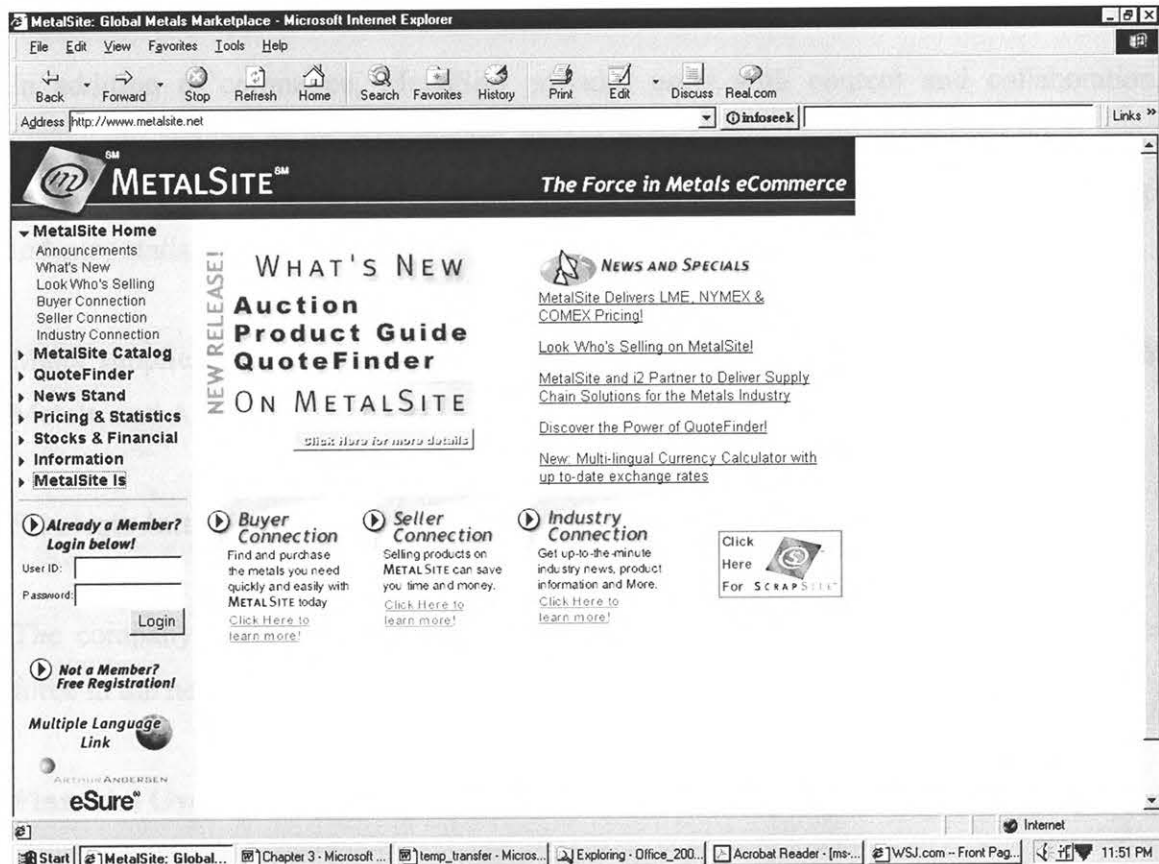 MetalSite: Global Metals Marketplace - Microsoft Internet Explorer
File Edit View Favorites Tools Help
Back Forward Stop Refresh Home Search Favorites History Print Edit Discuss Real.com
Address http://www.metalsite.net infoseek Links »
SM
METALSITE SM
The Force in Metals eCommerce
MetalSite Home
Announcements
What's New
Look Who's Selling
Buyer Connection
Seller Connection
Industry Connection
MetalSite Catalog
QuoteFinder
News Stand
Pricing & Statistics
Stocks & Financial
Information
MetalSite Is
Already a Member?
Login below!
User ID:
Password:
Login
Not a Member?
Free Registration!
Multiple Language
Link
ARTHUR ANDERSEN
eSure
NEW RELEASE!
WHAT'S NEW
Auction
Product Guide
QuoteFinder
ON METALSITE
Click Here for more details
NEWS AND SPECIALS
MetalSite Delivers LME, NYMEX &
COMEX Pricing!
Look Who's Selling on MetalSite!
MetalSite and i2 Partner to Deliver Supply
Chain Solutions for the Metals Industry
Discover the Power of QuoteFinder!
New: Multi-lingual Currency Calculator with
up to-date exchange rates
Buyer
Connection
Find and purchase
the metals you need
quickly and easily with
METALSITE today
Click Here to
learn more!
Seller
Connection
Selling products on
METALSITE can save
you time and money.
Click Here to
learn more!
Industry
Connection
Get up-to-the-minute
industry news, product
information and More.
Click Here to
learn more!
Click
Here
For SCRAPSITE
Internet
Start MetalSite: Global... Chapter 3 - Microsoft ... temp_transfer - Micros... Exploring - Office_200... Acrobat Reader - [ms-... WSJ.com -- Front Pag... 11:51 PM